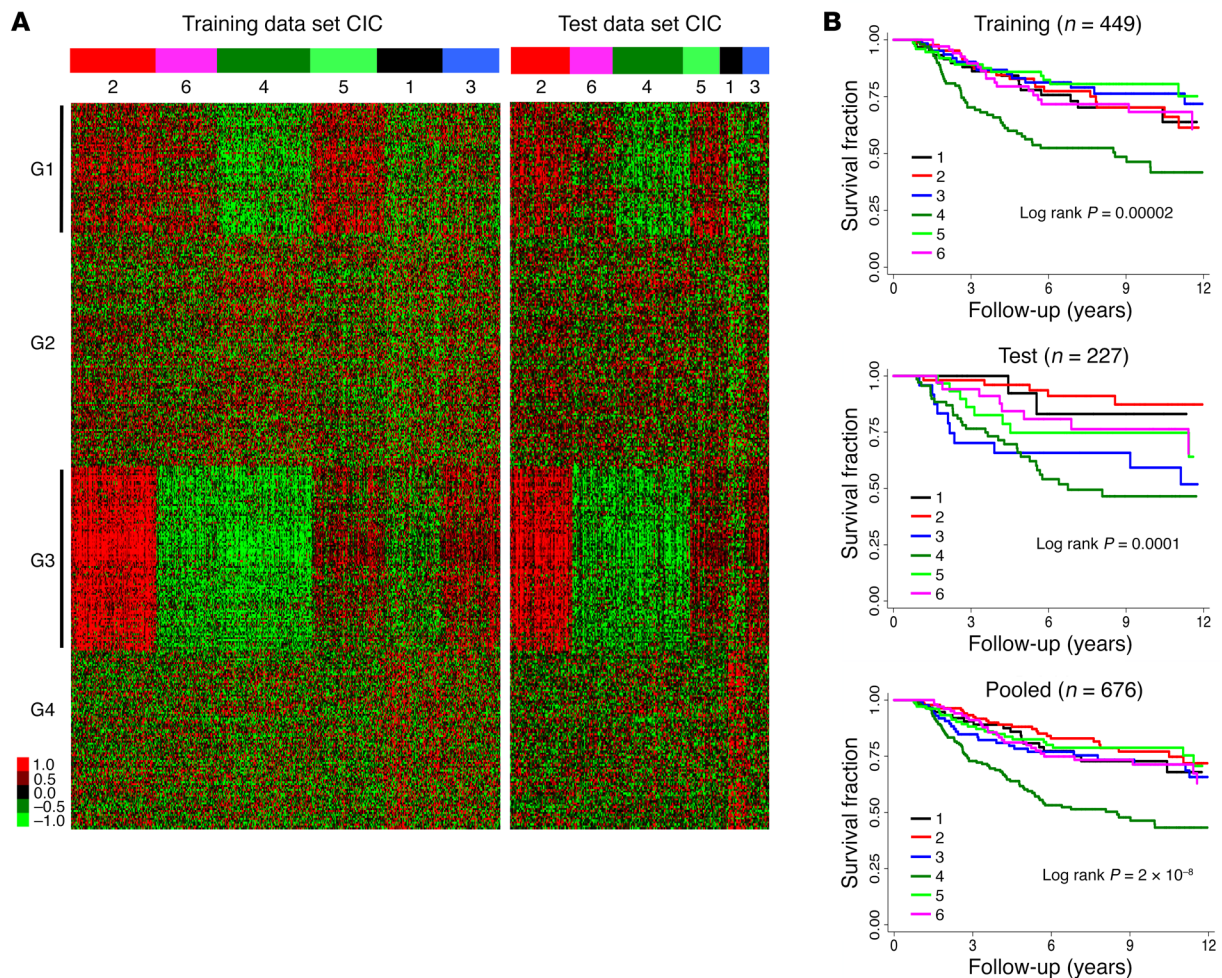 A
Training data set CIC
Test data set CIC
2 6 4 5 1 3
2 6 4 5 1 3
G1
G2
G3
G4
1.0
0.5
0.0
−0.5
−1.0
B
Training (n = 449)
Survival fraction
1.00
0.75
0.50
0.25
0.00
1
2
3
4
5
6
Log rank P = 0.00002
0 3 6 9 12
Follow-up (years)
Test (n = 227)
Survival fraction
1.00
0.75
0.50
0.25
0.00
1
2
3
4
5
6
Log rank P = 0.0001
0 3 6 9 12
Follow-up (years)
Pooled (n = 676)
Survival fraction
1.00
0.75
0.50
0.25
0.00
1
2
3
4
5
6
Log rank P = 2 × 10⁻⁸
0 3 6 9 12
Follow-up (years)